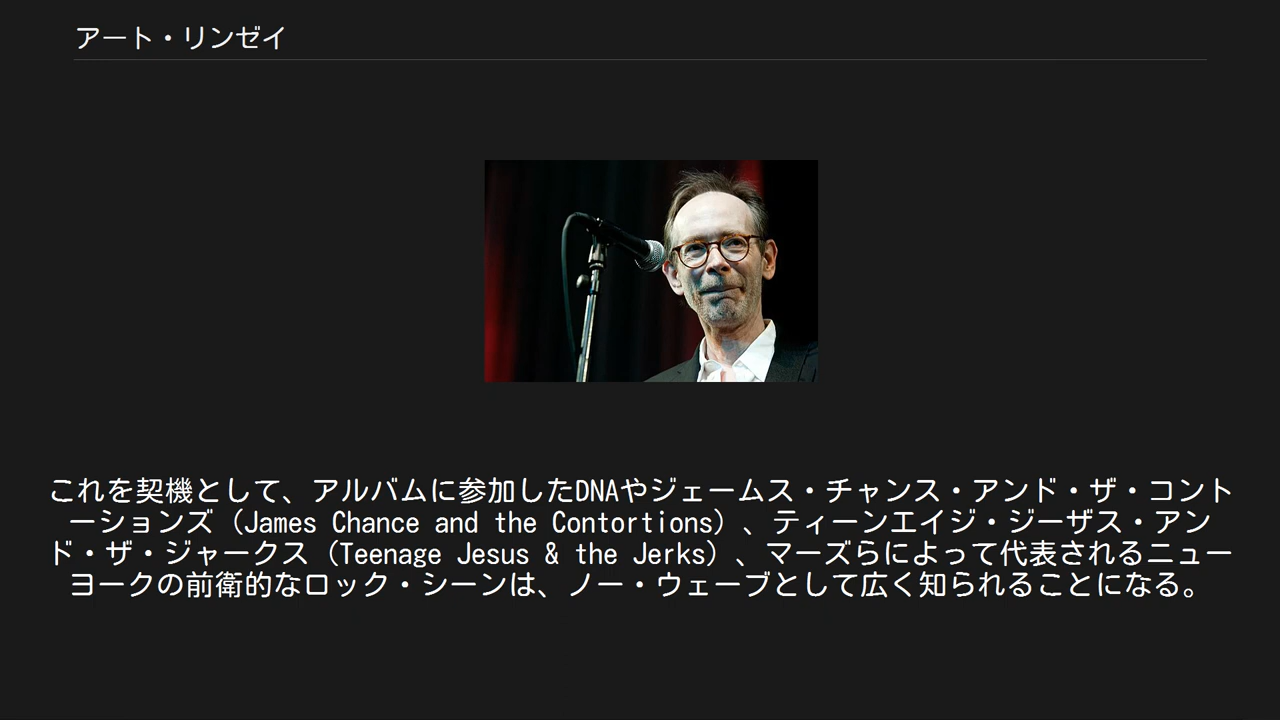 アート・リンゼイ
これを契機として、アルバムに参加したDNAやジェームス・チャンス・アンド・ザ・コント
ーションズ（James Chance and the Contortions）、ティーンエイジ・ジーザス・アン
ド・ザ・ジャークス（Teenage Jesus & the Jerks）、マーズらによって代表されるニュー
ヨークの前衛的なロック・シーンは、ノー・ウェーブとして広く知られることになる。